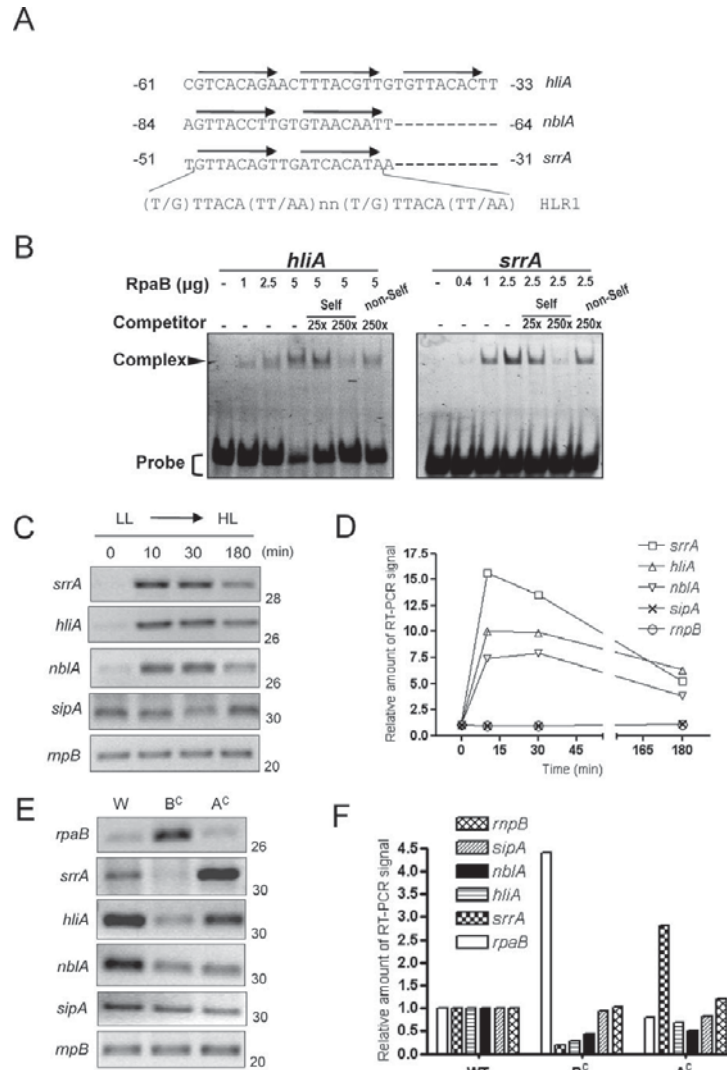 A
-61 CGTCACAGAACTTTACGTTGTGTTACACTT -33 hliA
-84 AGTTACCTTGTGTAACAATT---------- -64 nblA
-51 TGTTACAGTTGATCACATAA---------- -31 srrA
(T/G)TTACA(TT/AA)nn(T/G)TTACA(TT/AA) HLR1
B
hliA
srrA
RpaB (µg) - 1 2.5 5 5 5 5
- 0.4 1 2.5 2.5 2.5 2.5
Self non-Self
Self non-Self
Competitor - - - - 25x 250x 250x
- - - - 25x 250x 250x
Complex
Probe
C
LL HL
0 10 30 180 (min)
srrA 28
hliA 26
nblA 26
sipA 30
rnpB 20
D
srrA
hliA
nblA
sipA
rnpB
Relative amount of RT-PCR signal
17.5
15.0
12.5
10.0
7.5
5.0
2.5
0.0
0 15 30 45 165 180
Time (min)
E
W Bᶜ Aᶜ
rpaB 26
srrA 30
hliA 30
nblA 30
sipA 30
rnpB 20
F
rnpB
sipA
nblA
hliA
srrA
rpaB
Relative amount of RT-PCR signal
4.5
4.0
3.5
3.0
2.5
2.0
1.5
1.0
0.5
0
WT Bᶜ Aᶜ